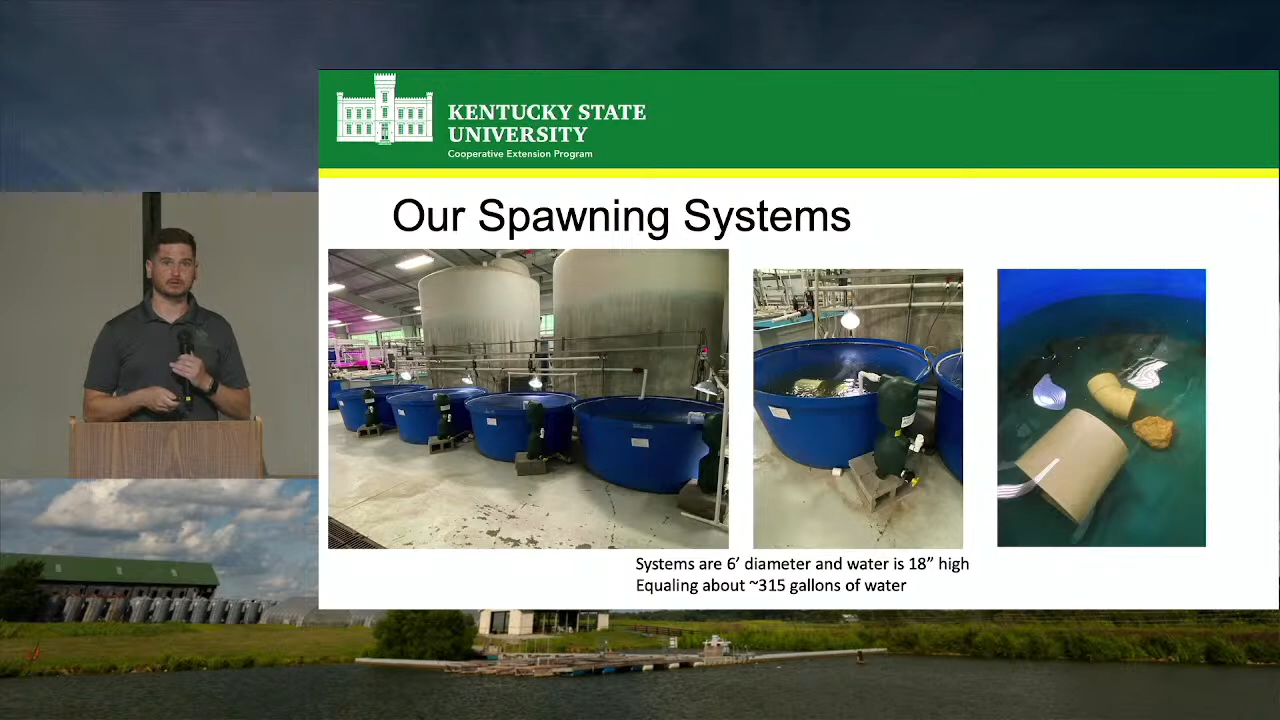 KENTUCKY STATE
UNIVERSITY
Cooperative Extension Program
Our Spawning Systems
Systems are 6’ diameter and water is 18” high
Equaling about ~315 gallons of water